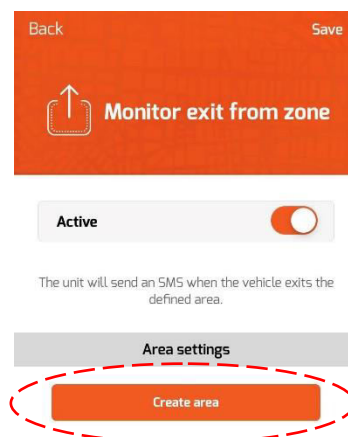 Back Save
Monitor exit from zone
Active
The unit will send an SMS when the vehicle exits the
defined area.
Area settings
Create area